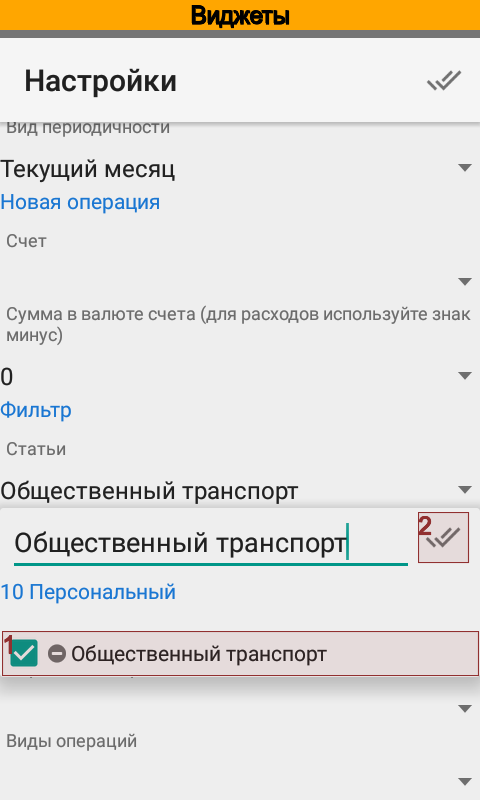 Виджеты
Настройки
Вид периодичности
Текущий месяц
Новая операция
Счет
Сумма в валюте счета (для расходов используйте знак
минус)
0
Фильтр
Статьи
Общественный транспорт
Общественный транспорт
2
10 Персональный
1
Общественный транспорт
Виды операций